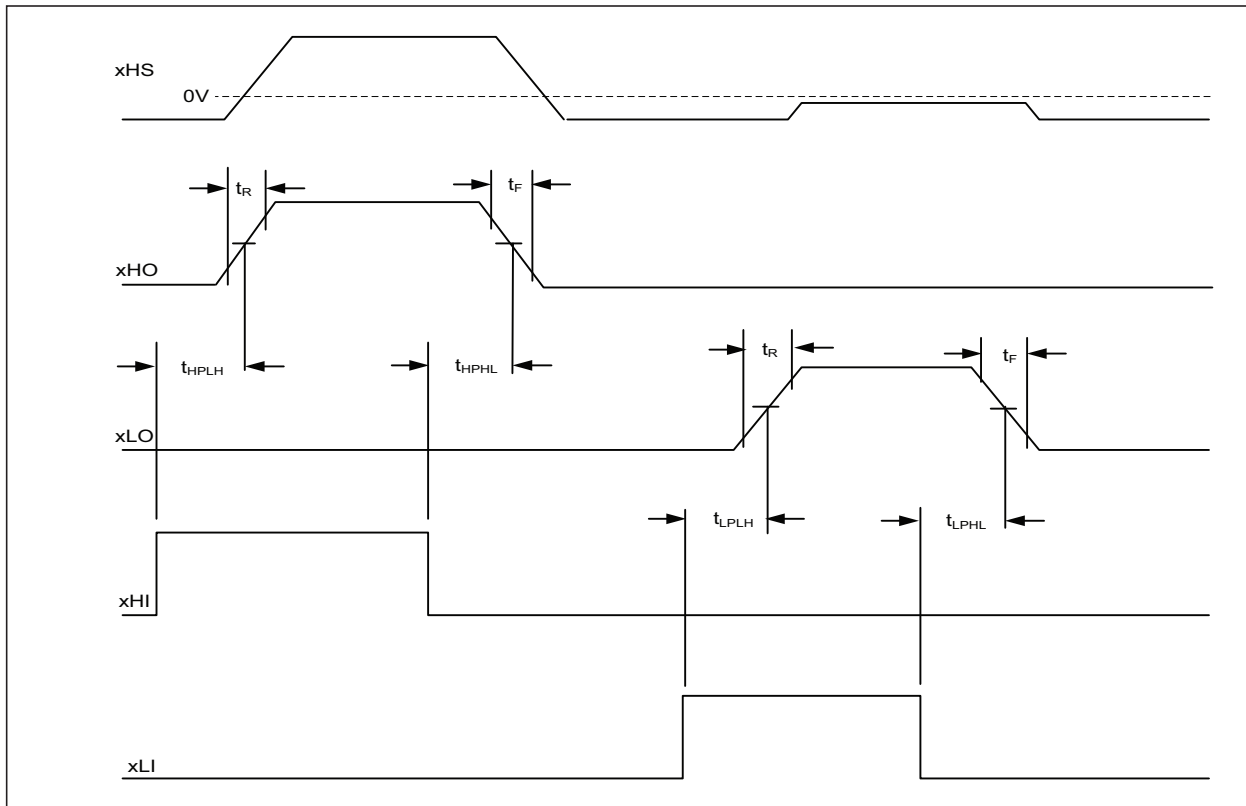 xHS
0V
tR
tF
xHO
tHPLH
tHPHL
tR
tF
xLO
tLPLH
tLPHL
xHI
xLI